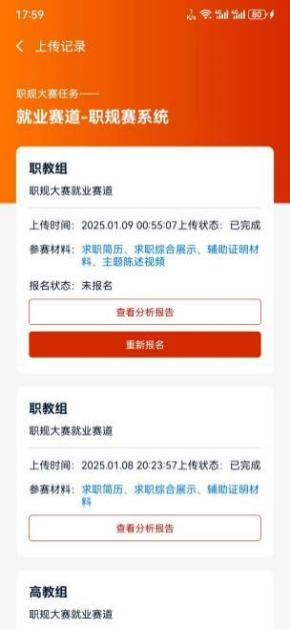 17:59
80
上传记录
职规大赛任务——
就业赛道-职规赛系统
职教组
职规大赛就业赛道
上传时间：2025.01.09 00:55:07上传状态：已完成
参赛材料：求职简历、求职综合展示、辅助证明材
料、主题陈述视频
报名状态：未报名
查看分析报告
重新报名
职教组
职规大赛就业赛道
上传时间：2025.01.08 20:23:57上传状态：已完成
参赛材料：求职简历、求职综合展示、辅助证明材
料
查看分析报告
高教组
职规大赛就业赛道